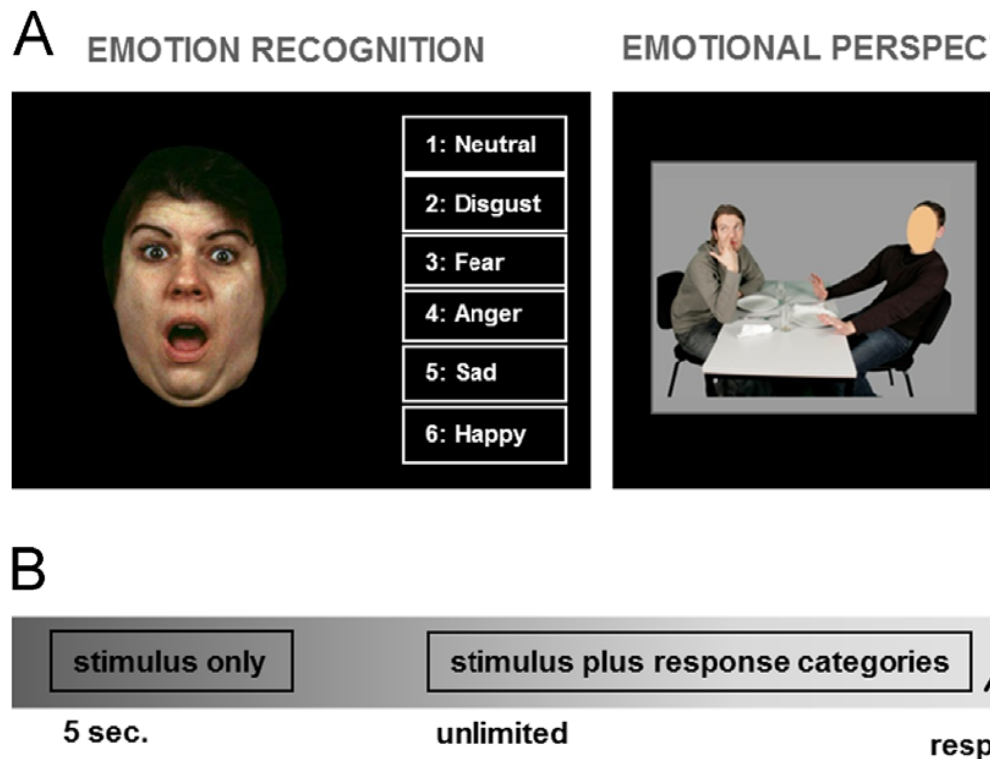 A
EMOTION RECOGNITION
EMOTIONAL PERSPEC
1: Neutral
2: Disgust
3: Fear
4: Anger
5: Sad
6: Happy
B
stimulus only
stimulus plus response categories
5 sec.
unlimited
resp